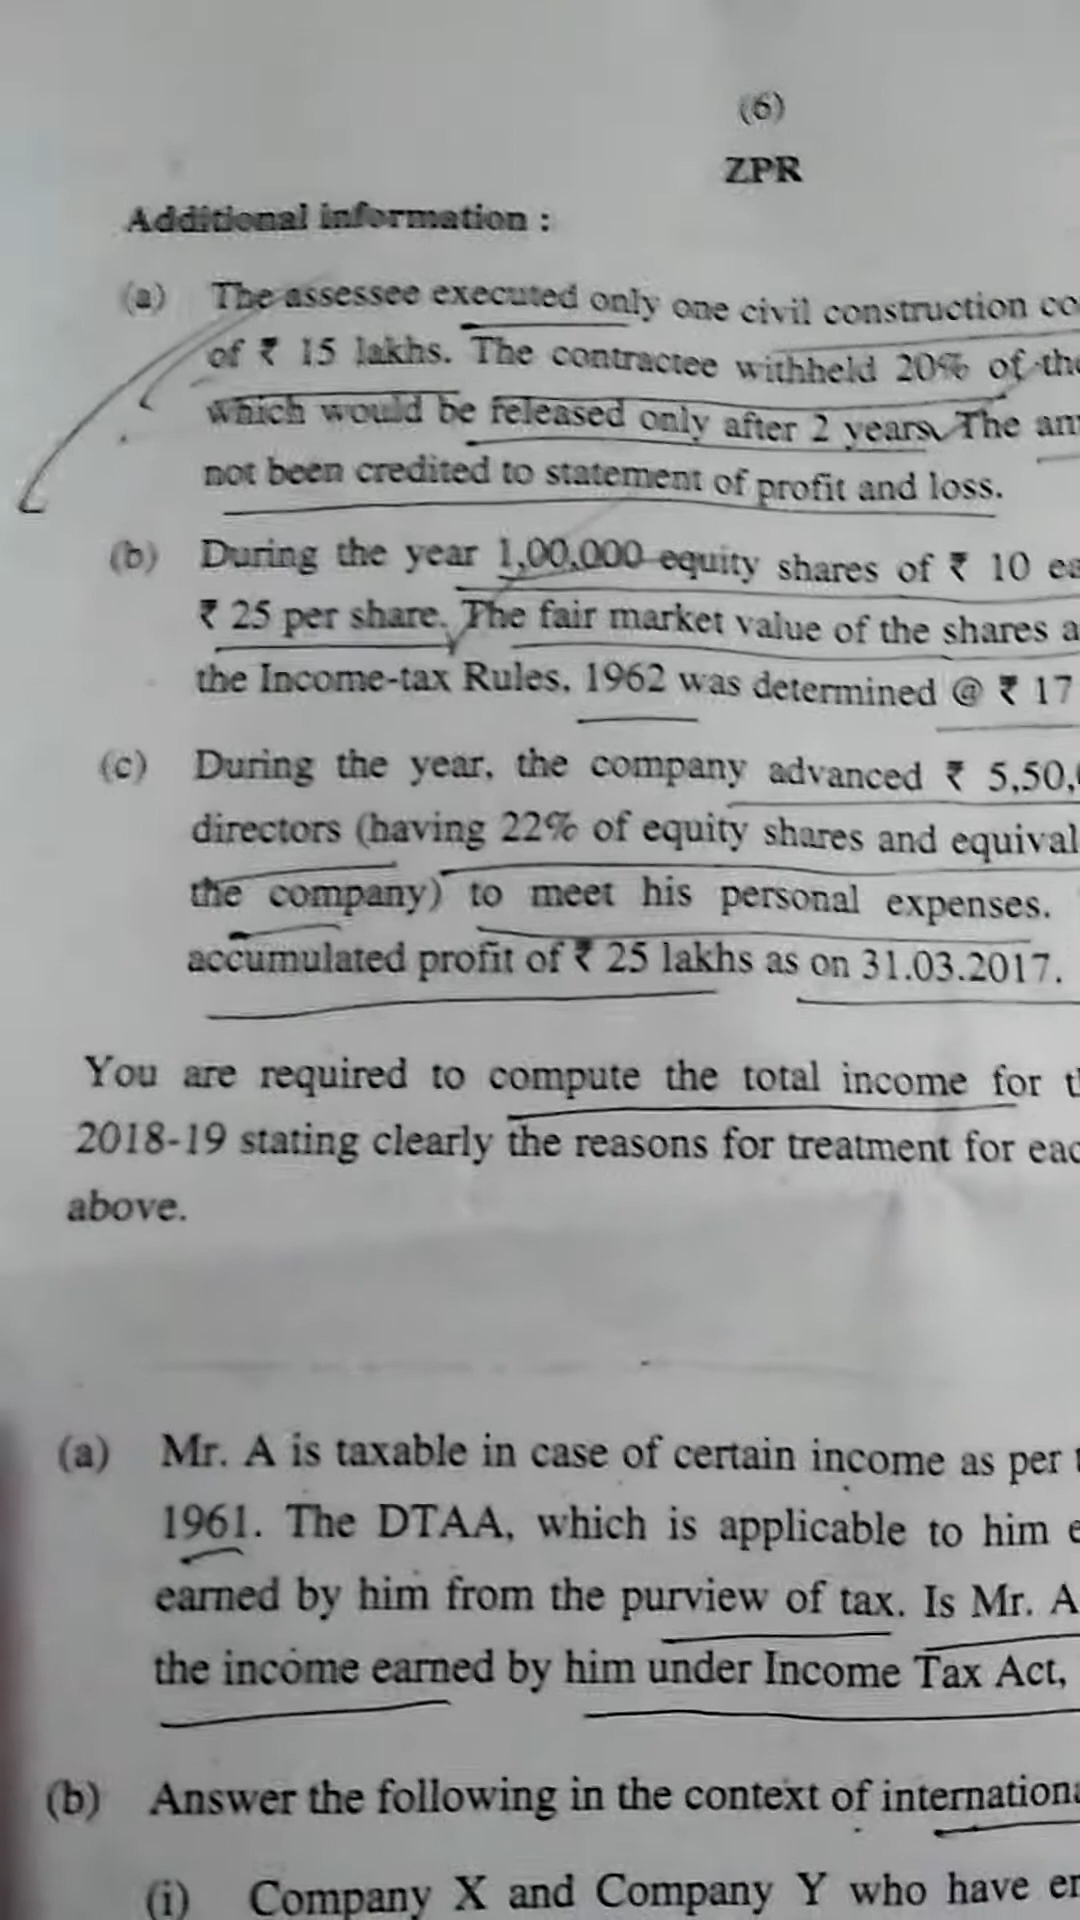 (6)
ZPR
Additional information :
(a) The assessee executed only one civil construction co
of ₹ 15 lakhs. The contractee withheld 20% of the
which would be released only after 2 years. The am
not been credited to statement of profit and loss.
(b) During the year 1,00,000 equity shares of ₹ 10 ea
₹ 25 per share. The fair market value of the shares a
the Income-tax Rules, 1962 was determined @ ₹ 17
(c) During the year, the company advanced ₹ 5,50,
directors (having 22% of equity shares and equival
the company) to meet his personal expenses.
accumulated profit of ₹ 25 lakhs as on 31.03.2017.
You are required to compute the total income for t
2018-19 stating clearly the reasons for treatment for eac
above.
(a) Mr. A is taxable in case of certain income as per
1961. The DTAA, which is applicable to him e
earned by him from the purview of tax. Is Mr. A
the income earned by him under Income Tax Act,
(b) Answer the following in the context of internationa
(i) Company X and Company Y who have en